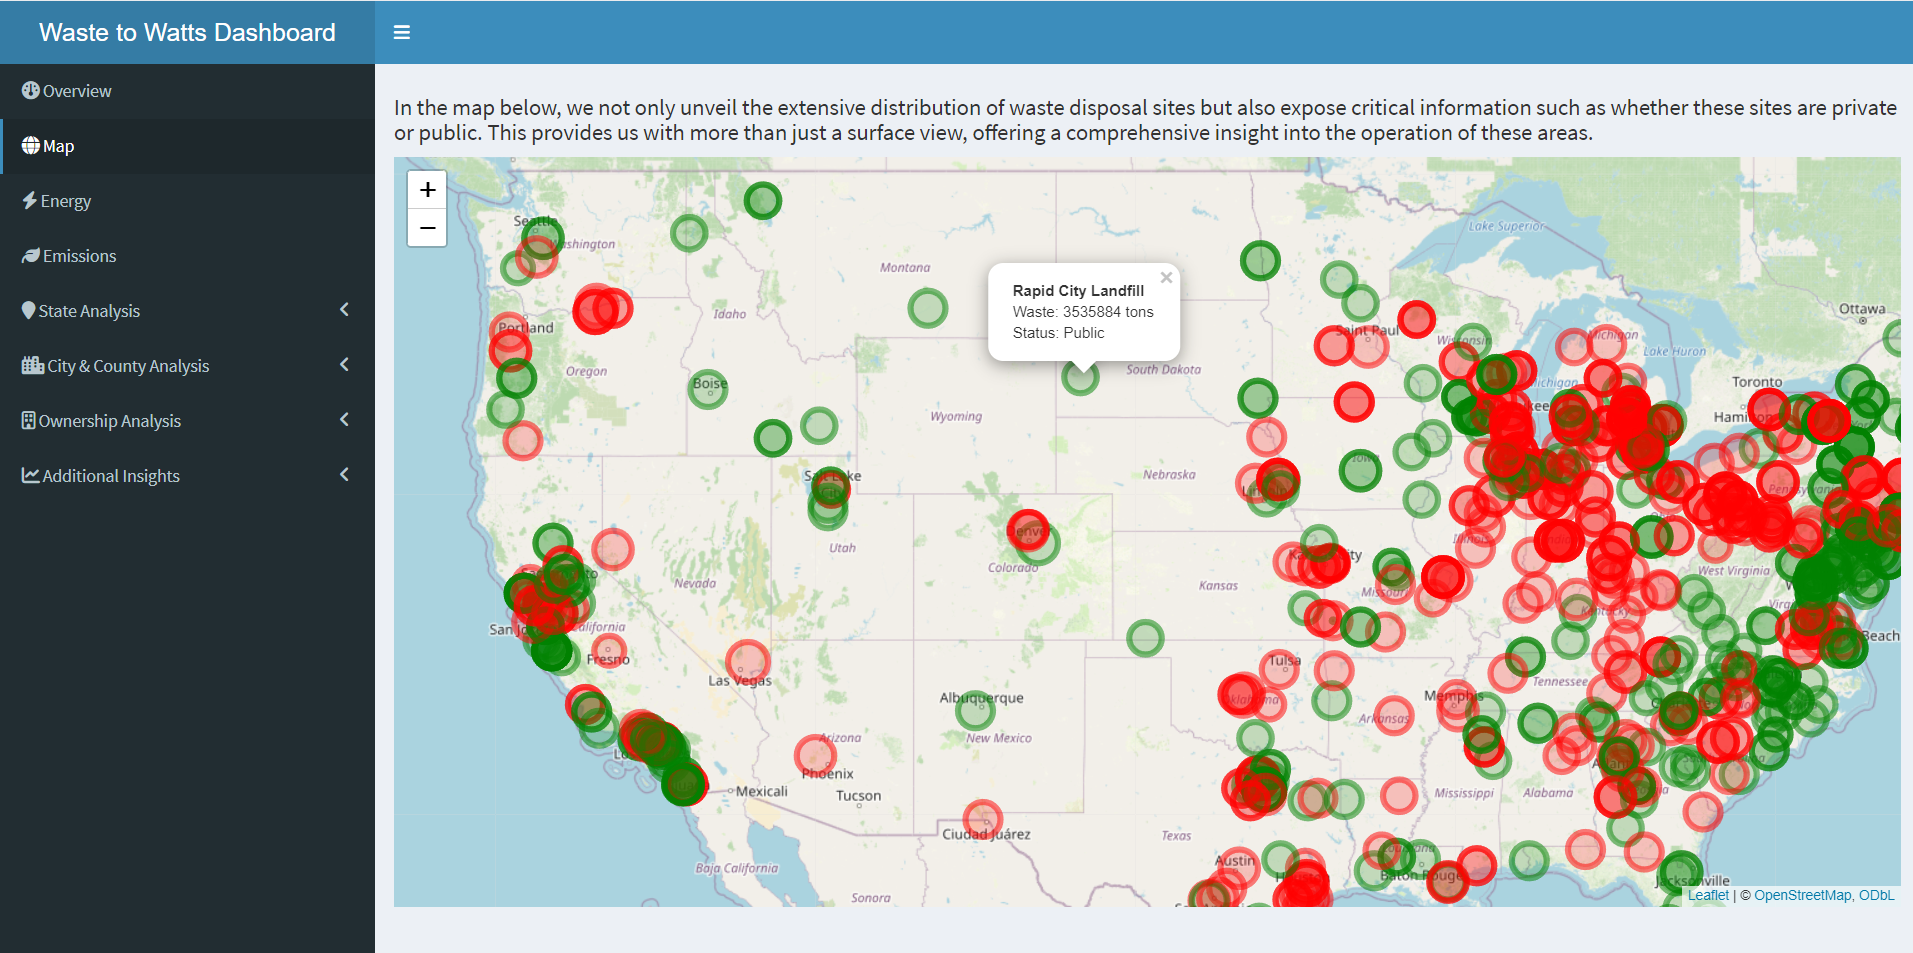 Waste to Watts Dashboard
Overview
Map
Energy
Emissions
State Analysis
City & County Analysis
Ownership Analysis
Additional Insights
In the map below, we not only unveil the extensive distribution of waste disposal sites but also expose critical information such as whether these sites are private
or public. This provides us with more than just a surface view, offering a comprehensive insight into the operation of these areas.
+
−
Rapid City Landfill
Waste: 3535884 tons
Status: Public
×
Seattle
Washington
Montana
Lake Superior
Ottawa
Idaho
Portland
Saint Paul
Wisconsin
Michigan
Lake Huron
Oregon
South Dakota
Boise
Michigan
Toronto
Wyoming
Iowa
Salt Lake
Nebraska
Lincoln
Pennsylvania
Denver
Utah
Colorado
Illinois
Nevada
Kansas
Missouri
West Virginia
Kentucky
San Jo
California
Beach
Fresno
Las Vegas
Tulsa
Tennessee
Albuquerque
Memphis
Oklahoma
Arkansas
New Mexico
Arizona
Phoenix
Mexicali
Tucson
Mississippi
Alabama
Ciudad Juárez
Texas
Austin
Baja California
Louisiana
Baton Rouge
Jacksonville
Sonora
Leaflet | © OpenStreetMap, ODbL